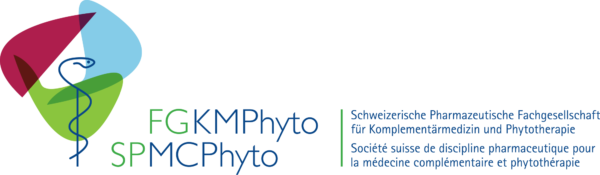 FGKMPhyto
SPMCPhyto
Schweizerische Pharmazeutische Fachgesellschaft
für Komplementärmedizin und Phytotherapie
Société suisse de discipline pharmaceutique pour
la médecine complémentaire et phytothérapie